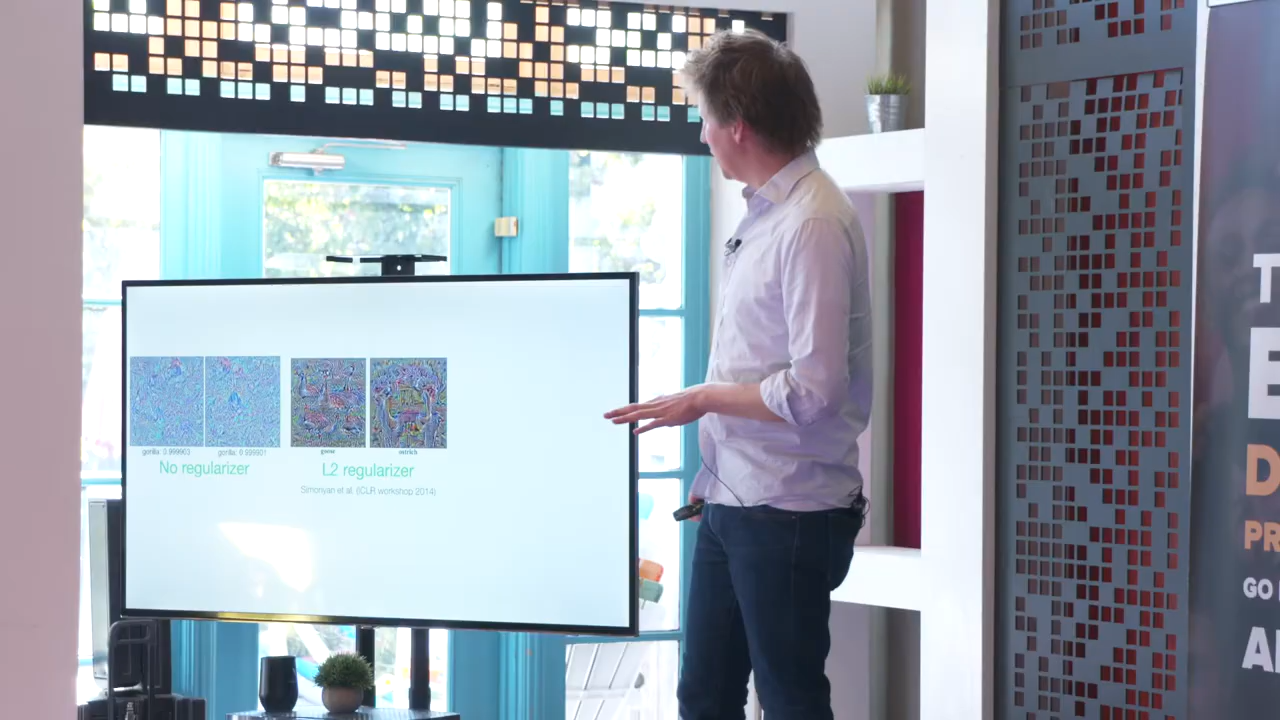 gorilla: 0.999903
gorilla: 0.999901
goose
ostrich
No regularizer
L2 regularizer
Simonyan et al. (ICLR workshop 2014)
T
E
D
PR
GO
A